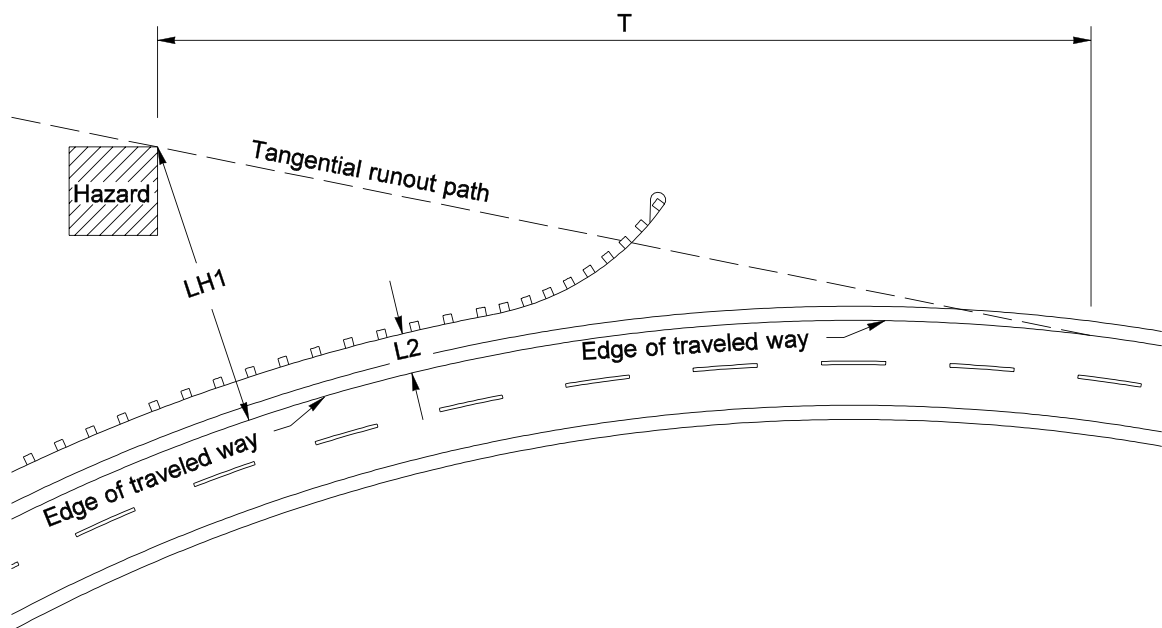 T
Tangential runout path
Hazard
LH1
L2
Edge of traveled way
Edge of traveled way